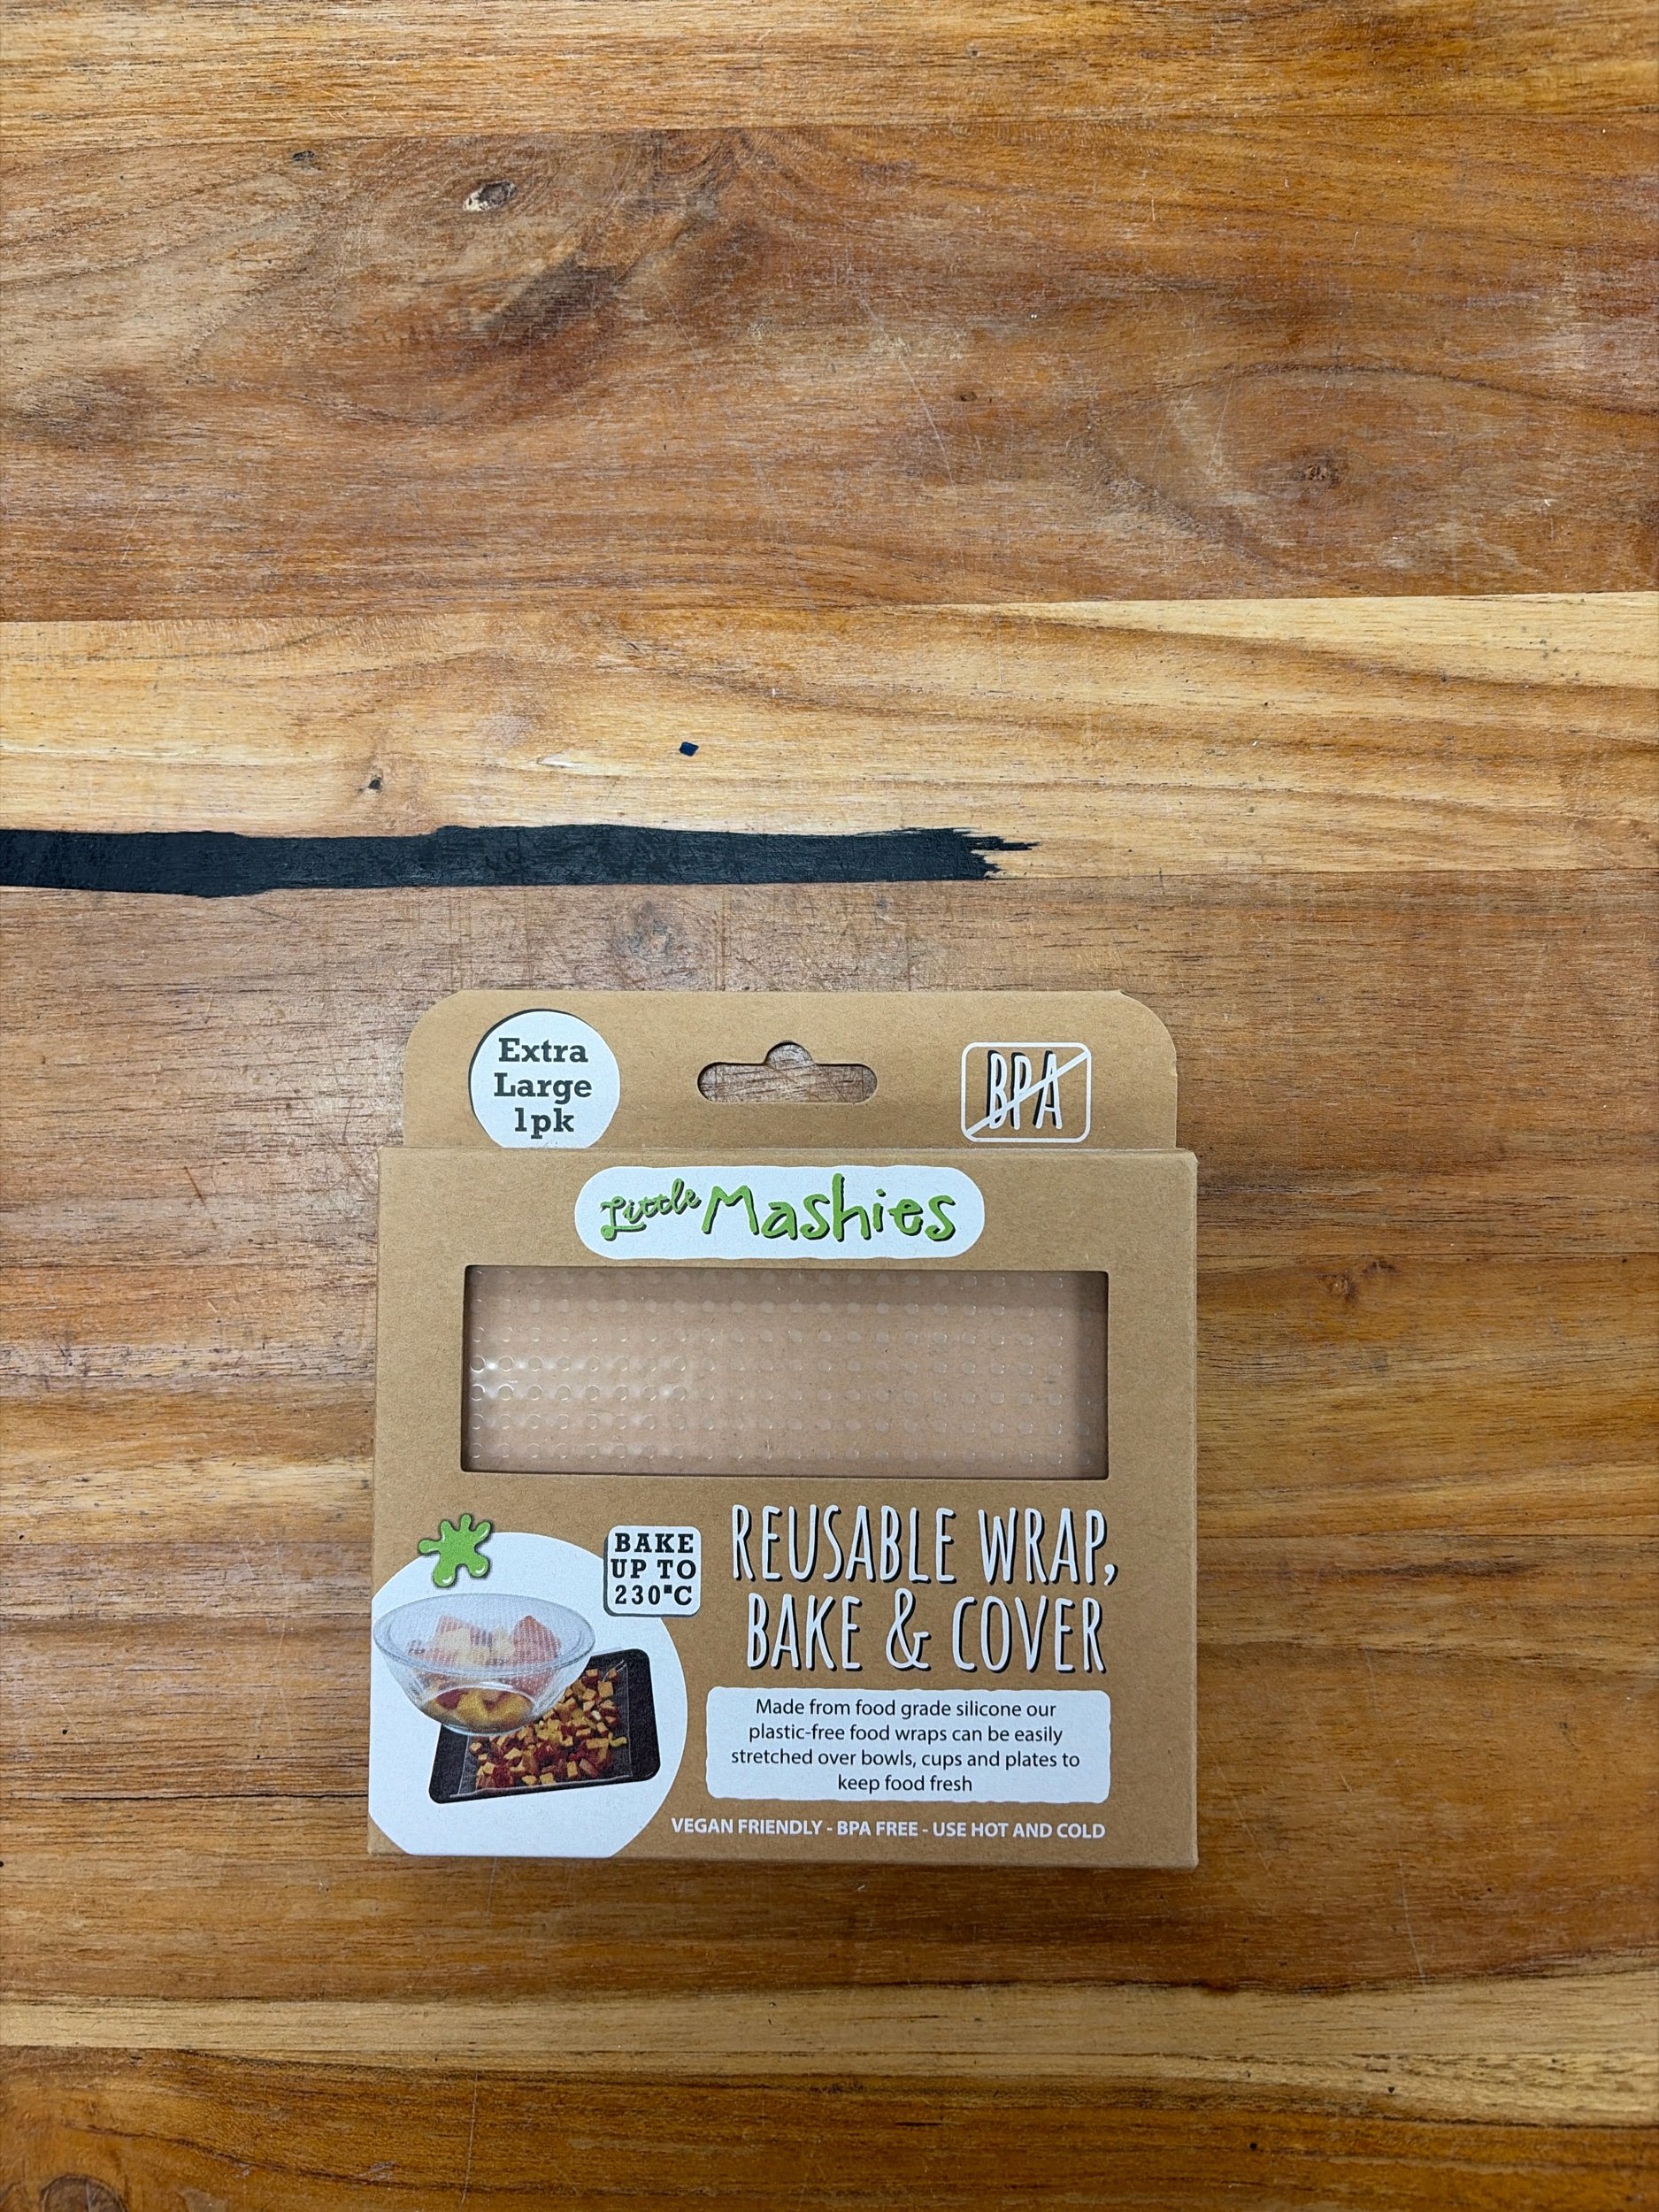 Extra
Large
1pk
BPA
Little Mashies
BAKE
UP TO
230°C
REUSABLE WRAP,
BAKE & COVER
Made from food grade silicone our
plastic-free food wraps can be easily
stretched over bowls, cups and plates to
keep food fresh
VEGAN FRIENDLY - BPA FREE - USE HOT AND COLD